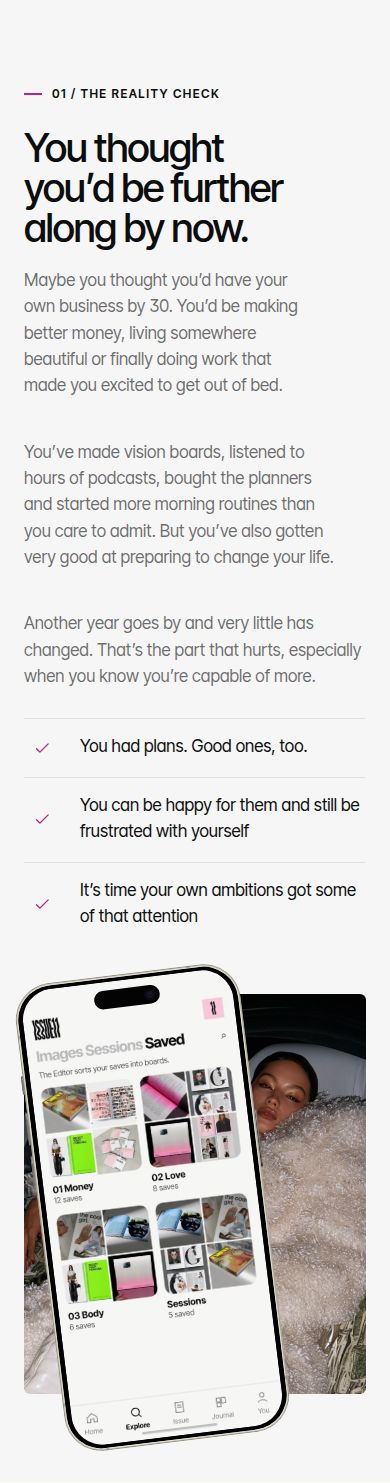 01 / THE REALITY CHECK
You thought
you’d be further
along by now.
Maybe you thought you’d have your
own business by 30. You’d be making
better money, living somewhere
beautiful or finally doing work that
made you excited to get out of bed.
You’ve made vision boards, listened to
hours of podcasts, bought the planners
and started more morning routines than
you care to admit. But you’ve also gotten
very good at preparing to change your life.
Another year goes by and very little has
changed. That’s the part that hurts, especially
when you know you’re capable of more.
You had plans. Good ones, too.
You can be happy for them and still be
frustrated with yourself
It’s time your own ambitions got some
of that attention
ISSUE11
Images Sessions Saved
The Editor sorts your saves into boards.
01 Money
12 saves
02 Love
8 saves
03 Body
6 saves
Sessions
5 saved
Home
Explore
Issue
Journal
You